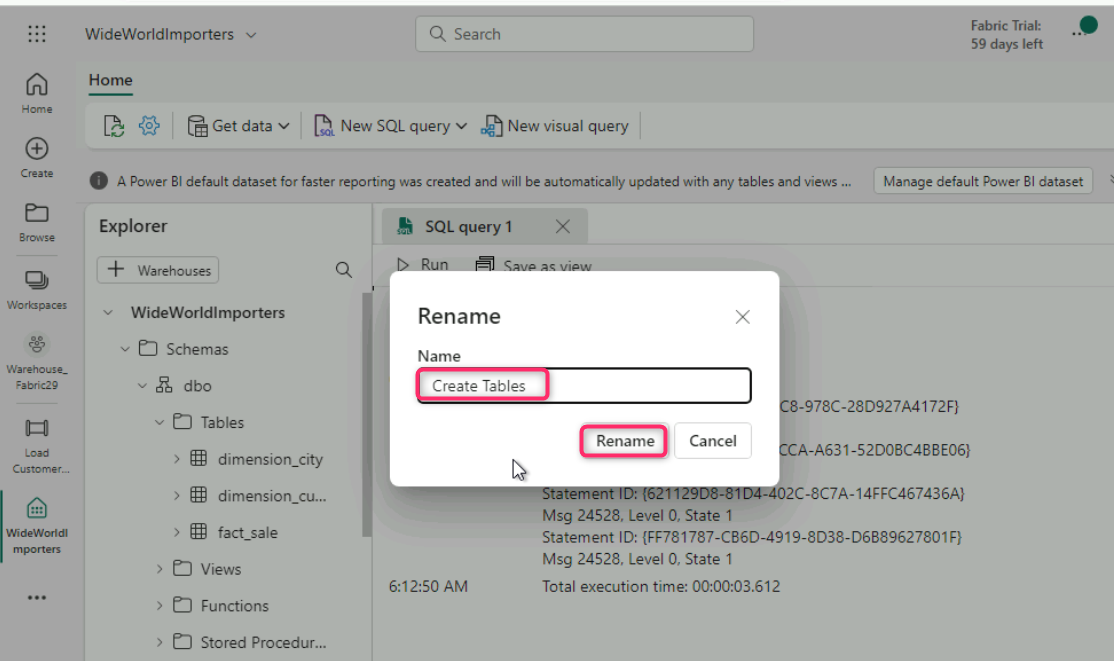 WideWorldImporters
Search
Fabric Trial:
59 days left
Home
Home
Get data
New SQL query
New visual query
Create
A Power BI default dataset for faster reporting was created and will be automatically updated with any tables and views ...
Manage default Power BI dataset
Browse
Explorer
SQL query 1
+ Warehouses
Run
Save as view
Workspaces
WideWorldImporters
Rename
Schemas
Name
Warehouse_
Fabric29
dbo
Create Tables
C8-978C-28D927A4172F}
Tables
Rename
Cancel
Load
Customer...
dimension_city
CCA-A631-52D0BC4BBE06}
dimension_cu...
Statement ID: {621129D8-81D4-402C-8C7A-14FFC467436A}
Msg 24528, Level 0, State 1
WideWorldI
mporters
fact_sale
Statement ID: {FF781787-CB6D-4919-8D38-D6B89627801F}
Msg 24528, Level 0, State 1
Views
6:12:50 AM
Total execution time: 00:00:03.612
Functions
Stored Procedur...